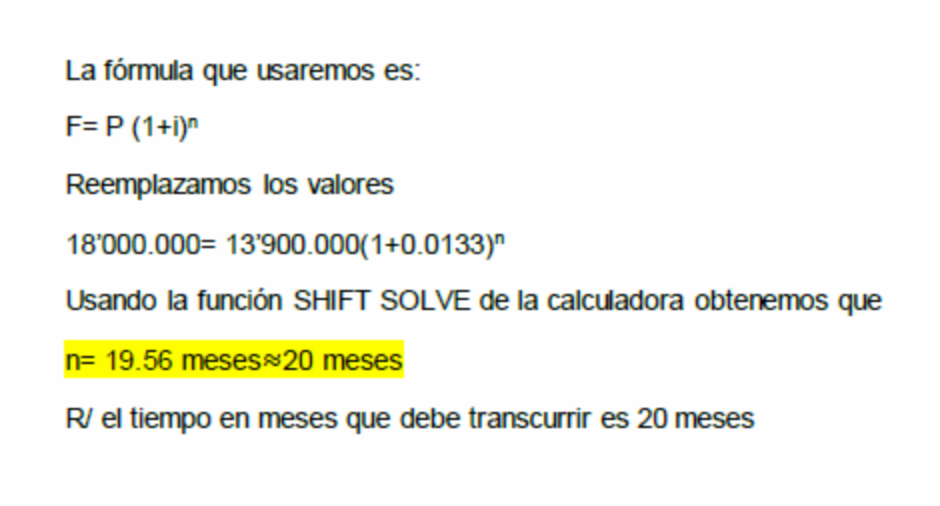 La fórmula que usaremos es:
F= P (1+i)ⁿ
Reemplazamos los valores
18'000.000= 13'900.000(1+0.0133)ⁿ
Usando la función SHIFT SOLVE de la calculadora obtenemos que
n= 19.56 meses≈20 meses
R/ el tiempo en meses que debe transcurrir es 20 meses